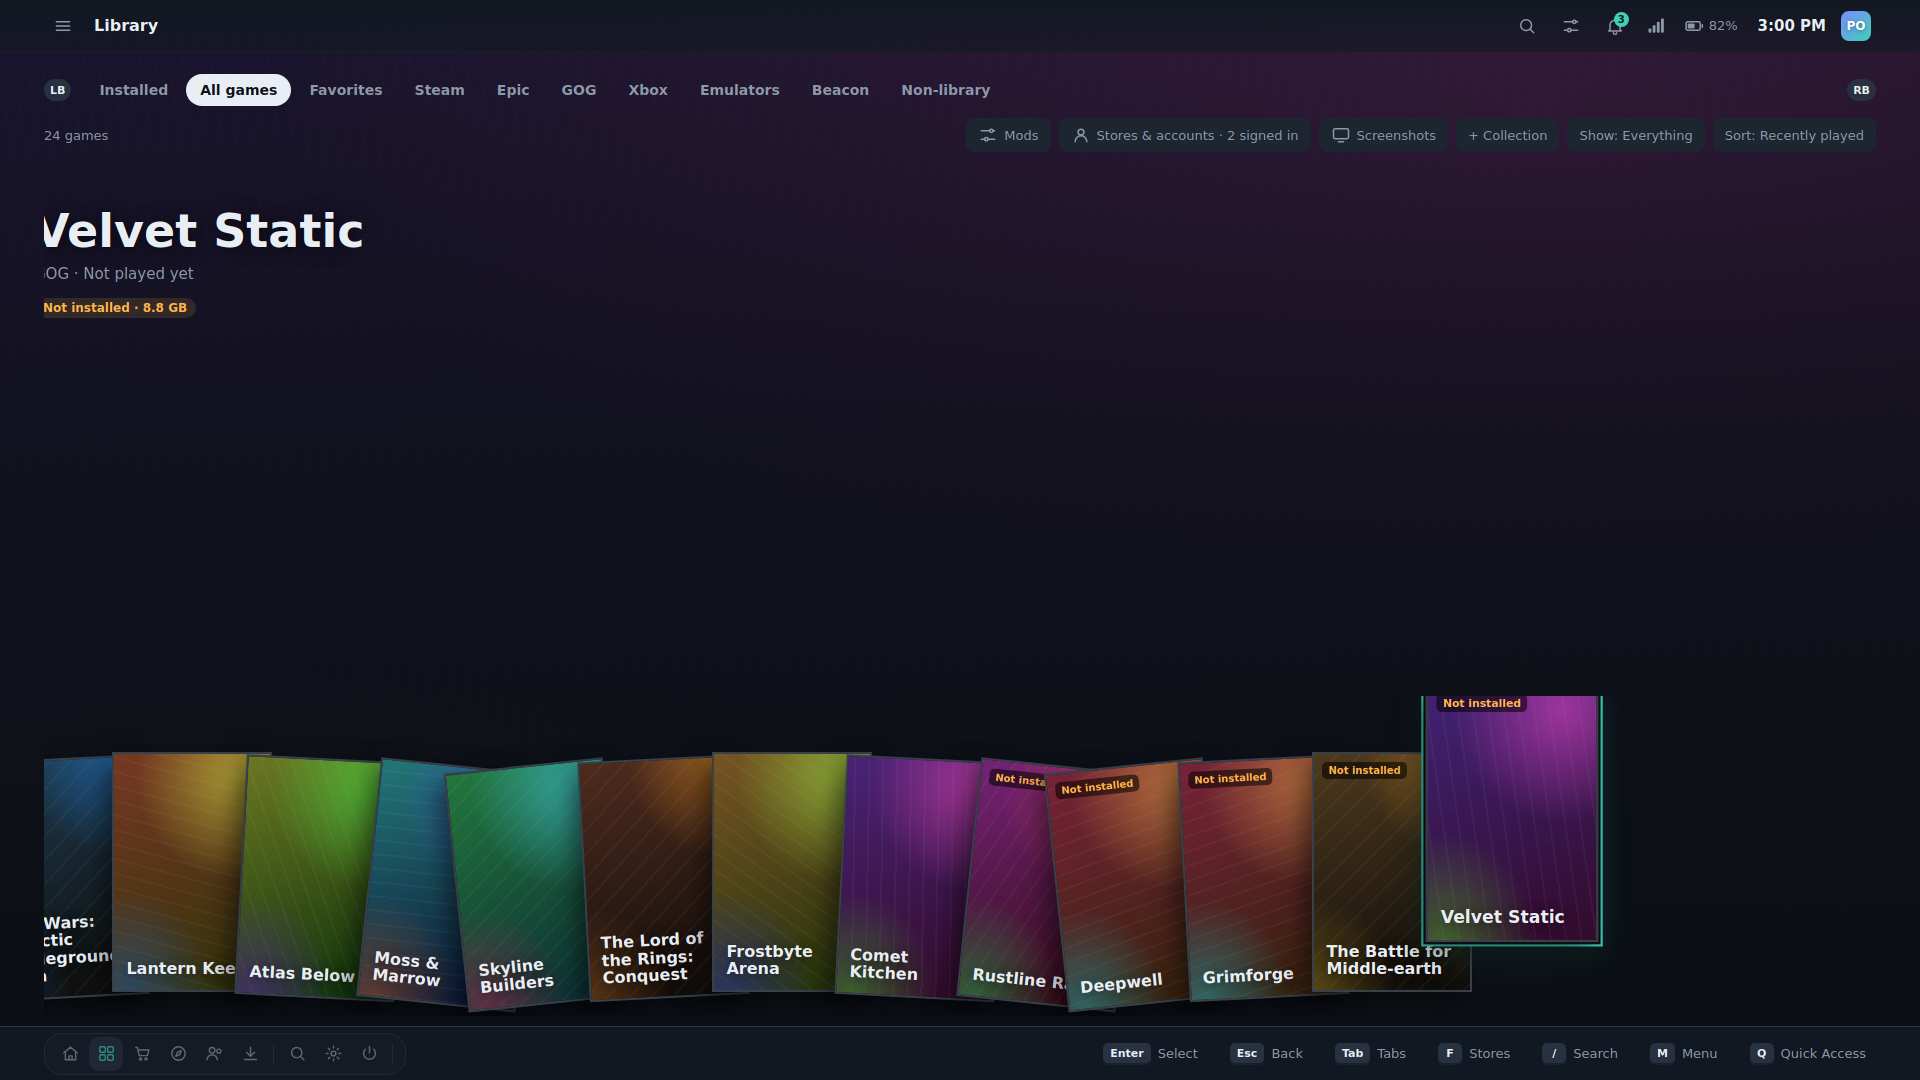 Library
3
82%
3:00 PM
PO
LB
Installed
All games
Favorites
Steam
Epic
GOG
Xbox
Emulators
Beacon
Non-library
RB
24 games
Mods
Stores & accounts · 2 signed in
Screenshots
+ Collection
Show: Everything
Sort: Recently played
Velvet Static
OG · Not played yet
Not installed · 8.8 GB
Wars:
ctic
eground
Lantern Kee
Atlas Below
Moss &
Marrow
Skyline
Builders
The Lord of
the Rings:
Conquest
Frostbyte
Arena
Comet
Kitchen
Not insta
Rustline R
Not installed
Deepwell
Not installed
Grimforge
Not installed
The Battle for
Middle-earth
Not installed
Velvet Static
Enter Select
Esc Back
Tab Tabs
F Stores
/ Search
M Menu
Q Quick Access